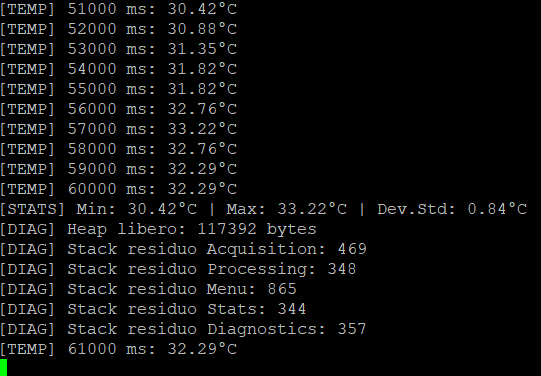 [TEMP] 51000 ms: 30.42°C
[TEMP] 52000 ms: 30.88°C
[TEMP] 53000 ms: 31.35°C
[TEMP] 54000 ms: 31.82°C
[TEMP] 55000 ms: 31.82°C
[TEMP] 56000 ms: 32.76°C
[TEMP] 57000 ms: 33.22°C
[TEMP] 58000 ms: 32.76°C
[TEMP] 59000 ms: 32.29°C
[TEMP] 60000 ms: 32.29°C
[STATS] Min: 30.42°C | Max: 33.22°C | Dev.Std: 0.84°C
[DIAG] Heap libero: 117392 bytes
[DIAG] Stack residuo Acquisition: 469
[DIAG] Stack residuo Processing: 348
[DIAG] Stack residuo Menu: 865
[DIAG] Stack residuo Stats: 344
[DIAG] Stack residuo Diagnostics: 357
[TEMP] 61000 ms: 32.29°C